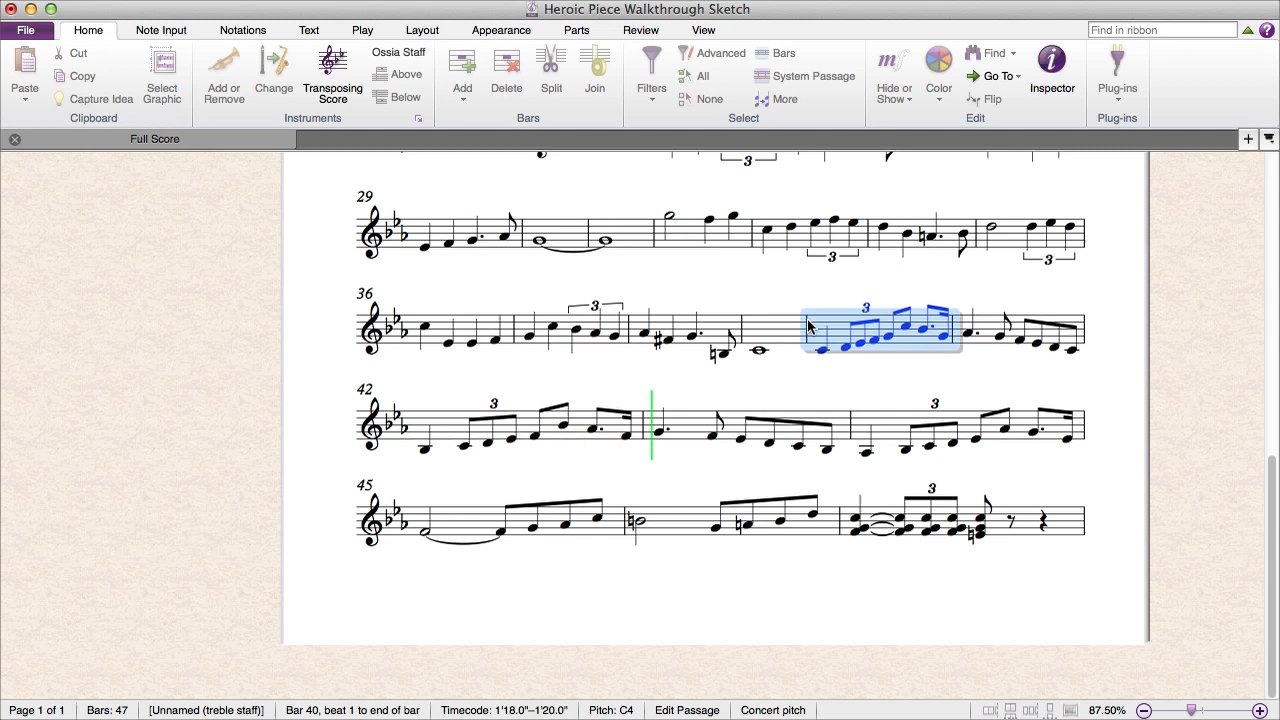 Heroic Piece Walkthrough Sketch
File Home Note Input Notations Text Play Layout Appearance Parts Review View Find in ribbon
Paste Cut Copy Capture Idea Select Graphic
Clipboard
Add or Remove Change Transposing Score Ossia Staff Above Below
Instruments
Add Delete Split Join
Bars
Filters Advanced All None Bars System Passage More
Select
Hide or Show Color Find Go To Flip Inspector
Edit
Plug-ins
Plug-ins
Full Score
3
29
3 3
36
3 3
42
3 3
45
3
Page 1 of 1 Bars: 47 [Unnamed (treble staff)] Bar 40, beat 1 to end of bar Timecode: 1'18.0"–1'20.0" Pitch: C4 Edit Passage Concert pitch 87.50%